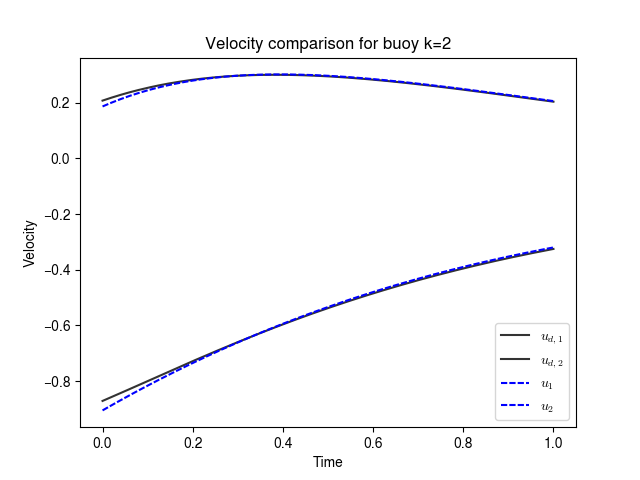 Velocity comparison for buoy k=2
Velocity
0.2
0.0
−0.2
−0.4
−0.6
−0.8
0.0 0.2 0.4 0.6 0.8 1.0
Time
u_{d,1}
u_{d,2}
u_1
u_2